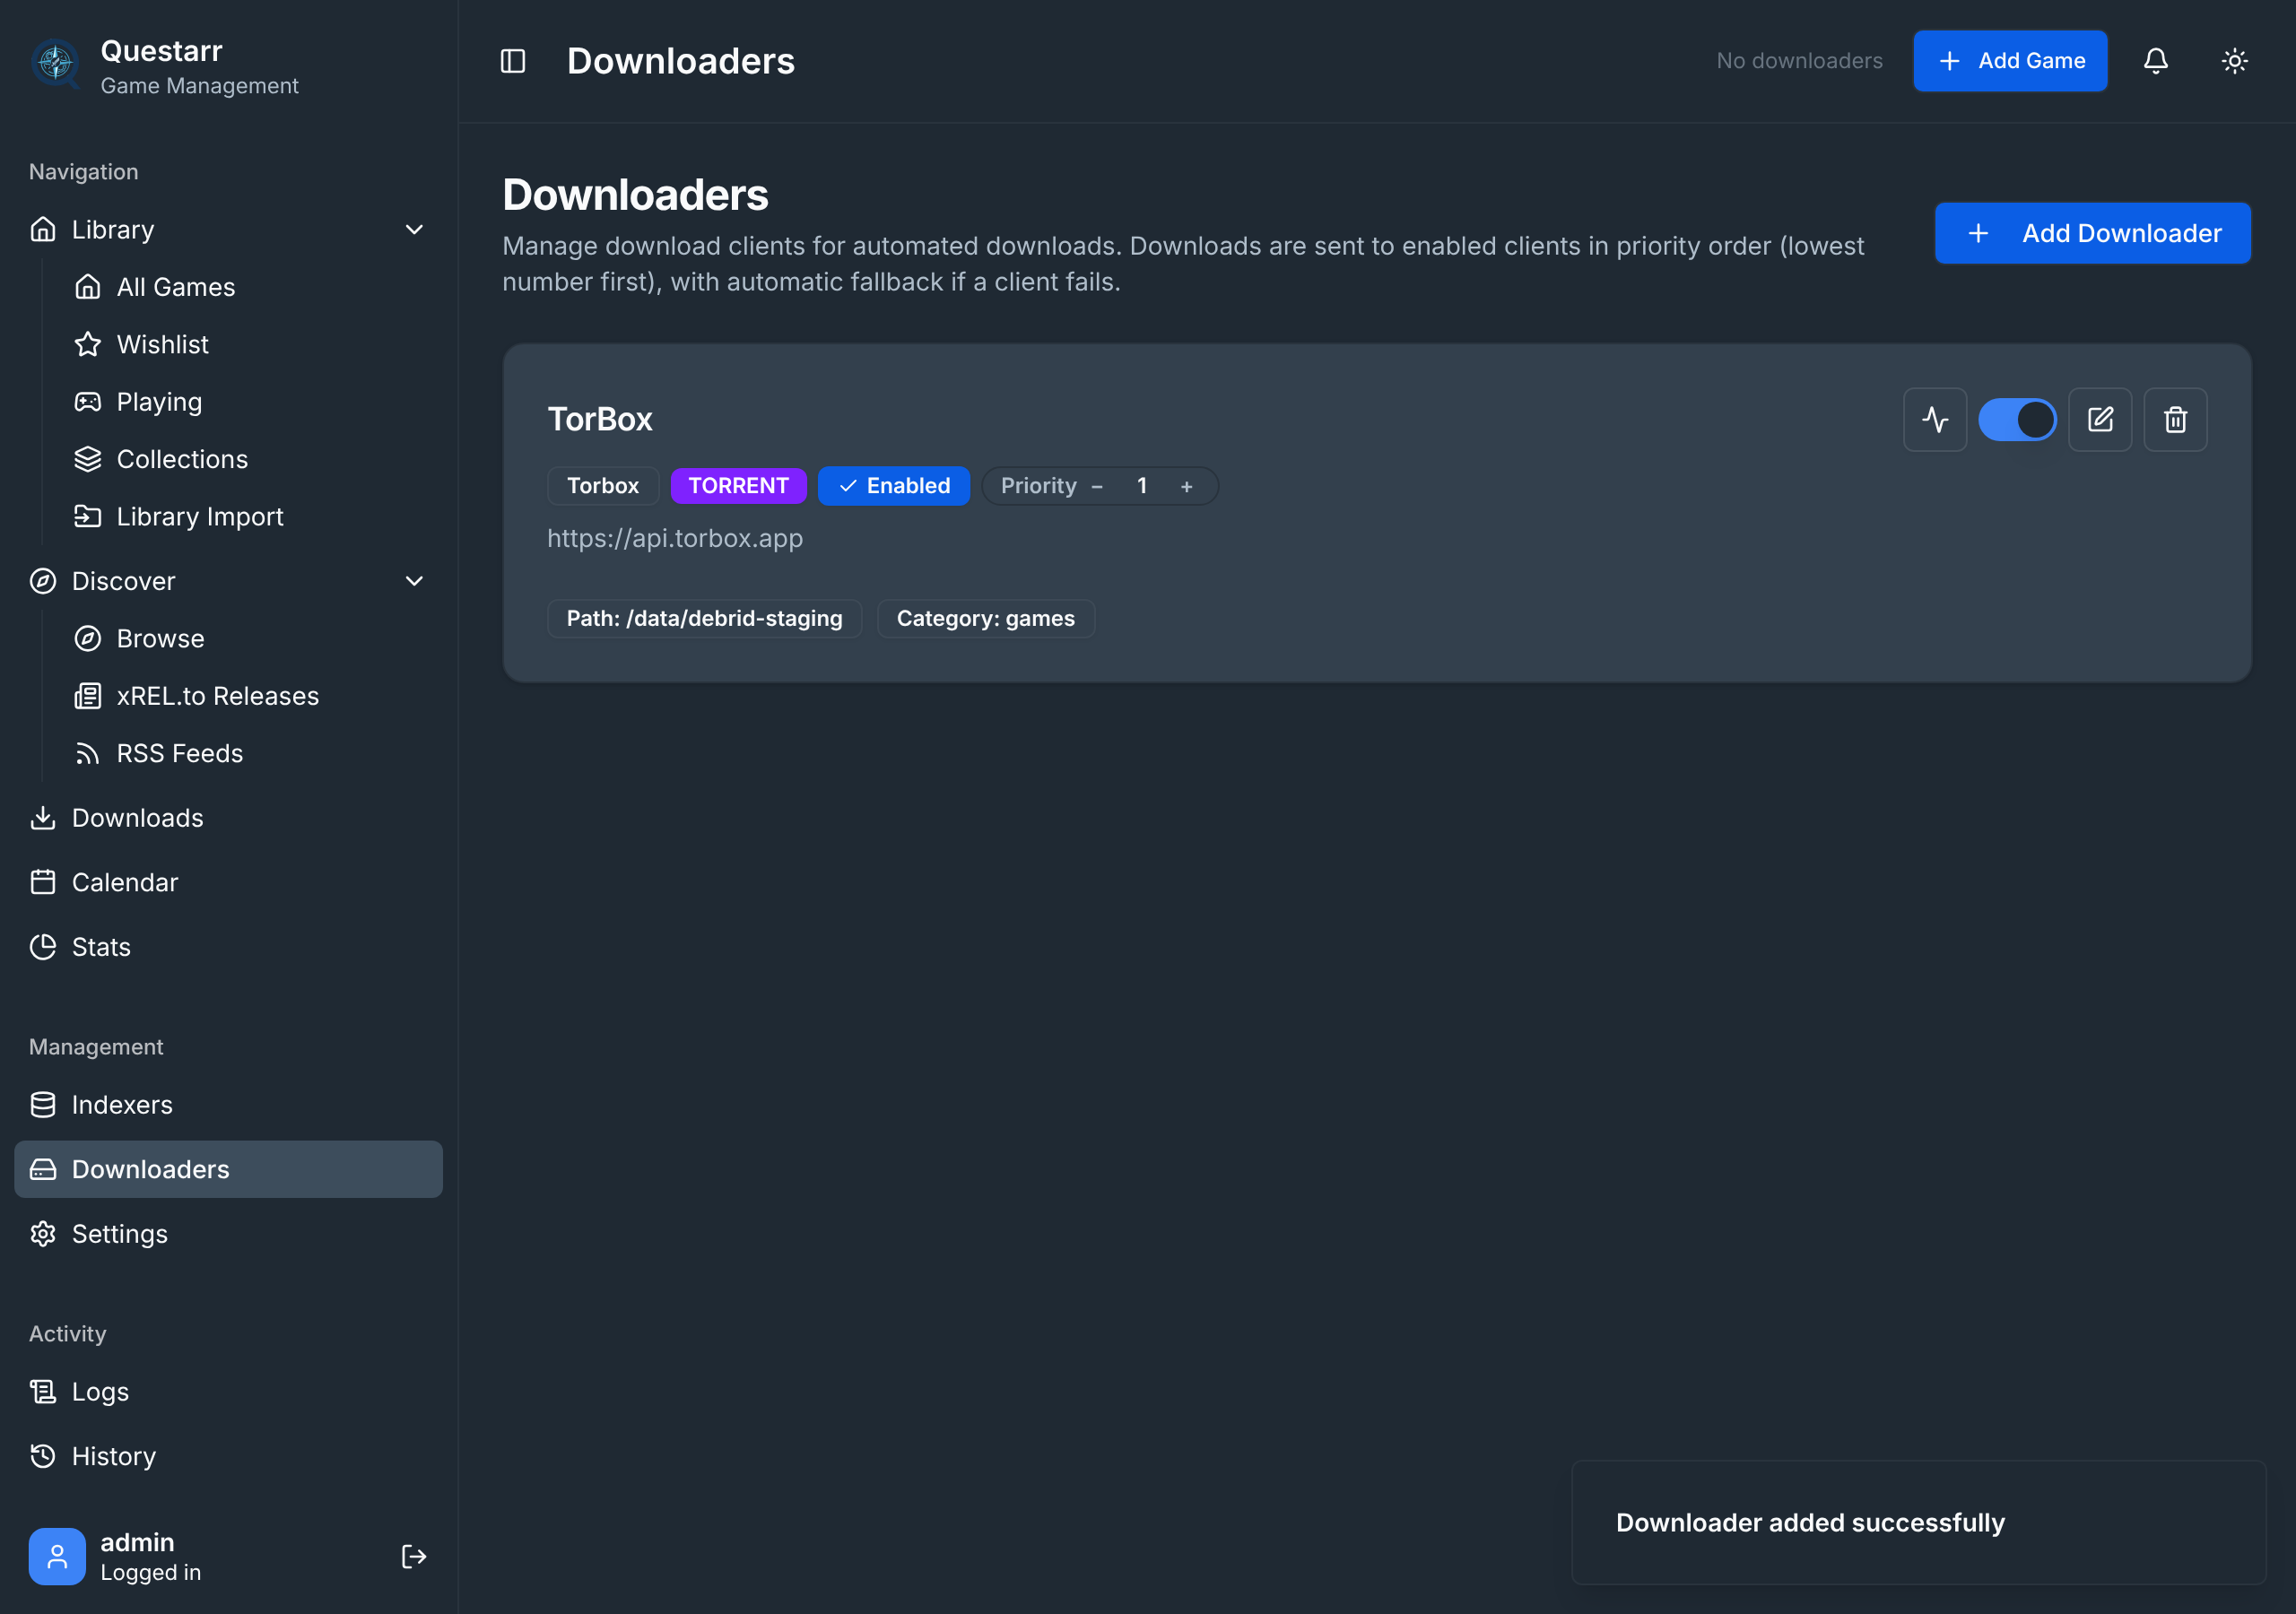 Questarr
Game Management
Navigation
Library
All Games
Wishlist
Playing
Collections
Library Import
Discover
Browse
xREL.to Releases
RSS Feeds
Downloads
Calendar
Stats
Management
Indexers
Downloaders
Settings
Activity
Logs
History
admin
Logged in
Downloaders
No downloaders
+ Add Game
Downloaders
Manage download clients for automated downloads. Downloads are sent to enabled clients in priority order (lowest
number first), with automatic fallback if a client fails.
+ Add Downloader
TorBox
Torbox TORRENT Enabled Priority − 1 +
https://api.torbox.app
Path: /data/debrid-staging Category: games
Downloader added successfully